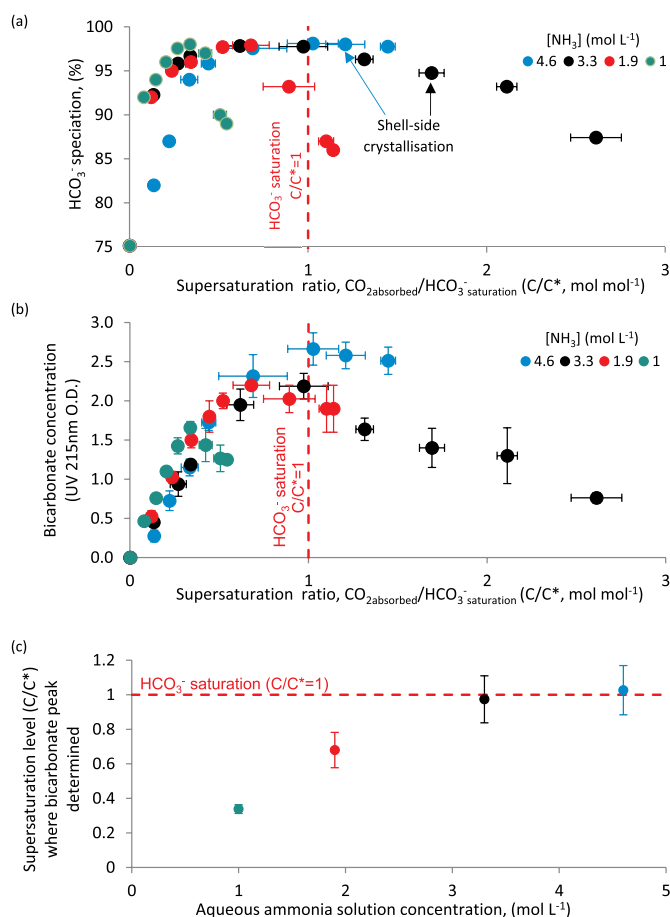 (a)
[NH₃] (mol L⁻¹)
4.6 3.3 1.9 1
HCO₃⁻ speciation, (%)
100
95
90
85
80
75
HCO₃⁻ saturation
C/C*=1
Shell-side
crystallisation
0 1 2 3
Supersaturation ratio, CO₂absorbed/HCO₃⁻saturation (C/C*, mol mol⁻¹)
(b)
[NH₃] (mol L⁻¹)
4.6 3.3 1.9 1
Bicarbonate concentration
(UV 215nm O.D.)
3.0
2.5
2.0
1.5
1.0
0.5
0.0
HCO₃⁻ saturation
C/C*=1
0 1 2 3
Supersaturation ratio, CO₂absorbed/HCO₃⁻saturation (C/C*, mol mol⁻¹)
(c)
Supersaturation level (C/C*)
where bicarbonate peak
determined
1.2
1
0.8
0.6
0.4
0.2
0
HCO₃⁻ saturation (C/C*=1)
0 1 2 3 4 5
Aqueous ammonia solution concentration, (mol L⁻¹)